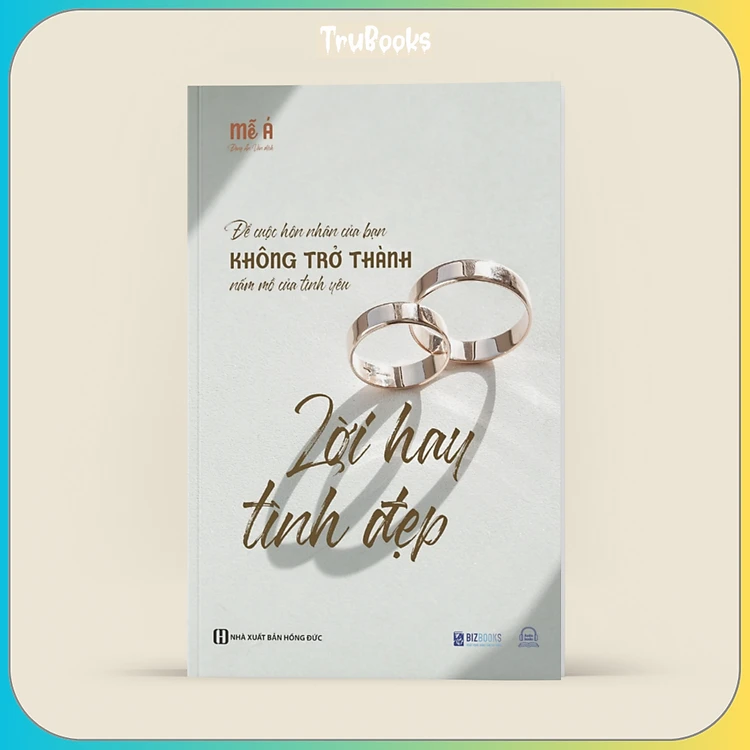 TruBooks
Mễ Á
Để cuộc hôn nhân của bạn
KHÔNG TRỞ THÀNH
nấm mồ của tình yêu
Lời hay
tình đẹp
NHÀ XUẤT BẢN HỒNG ĐỨC
BIZBOOKS